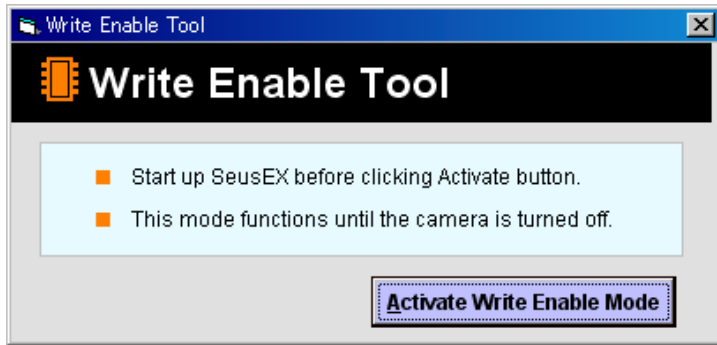 Write Enable Tool
Write Enable Tool
Start up SeusEX before clicking Activate button.
This mode functions until the camera is turned off.
Activate Write Enable Mode